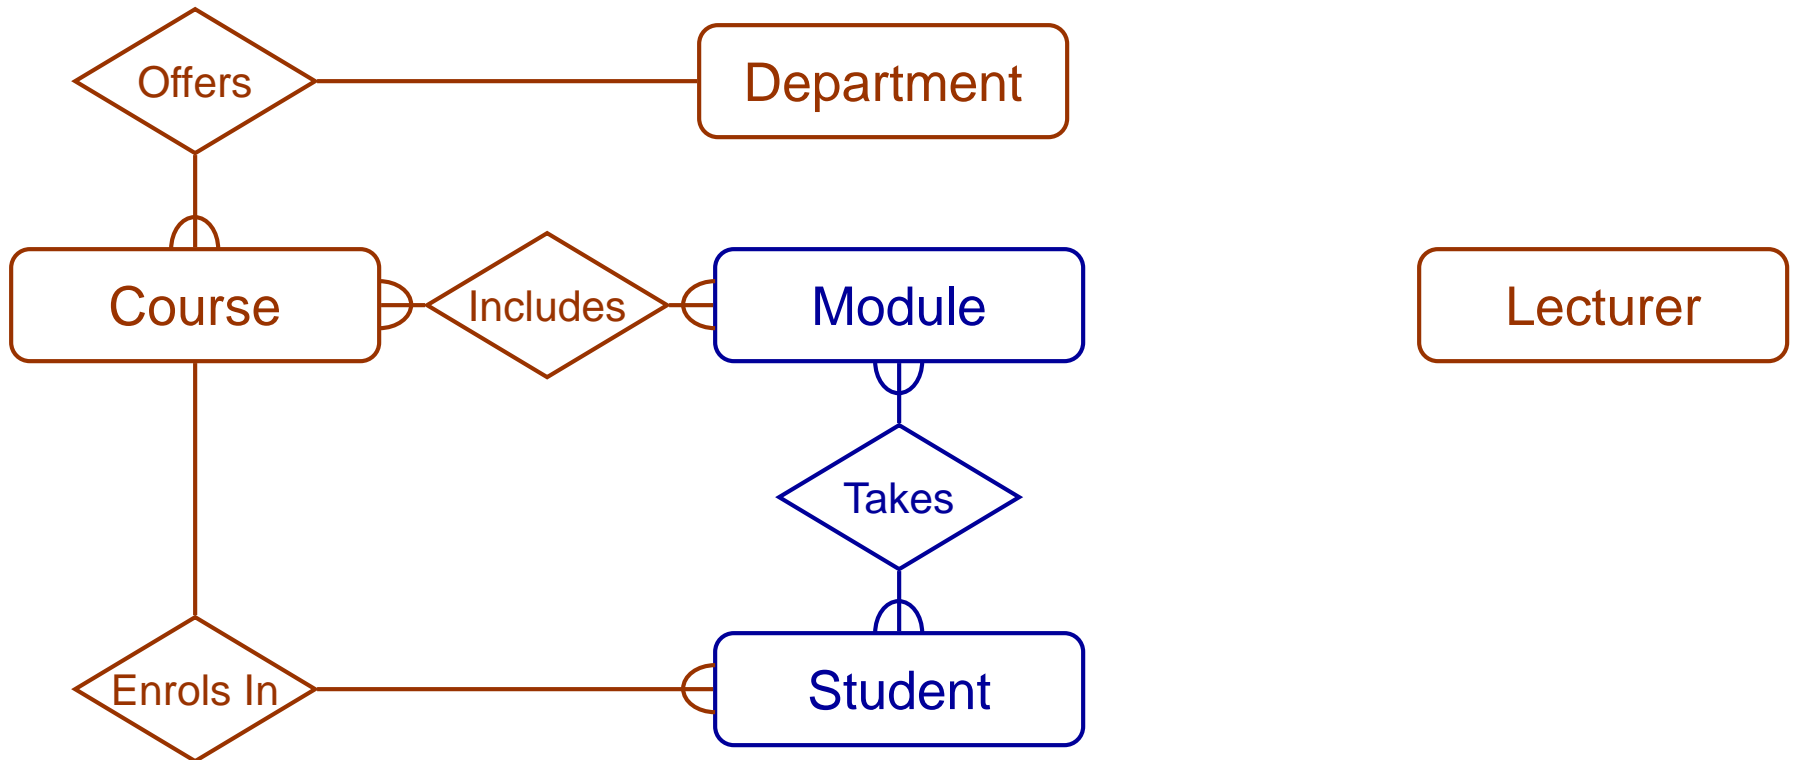 Offers
Department
Course
Includes
Module
Lecturer
Takes
Enrols In
Student